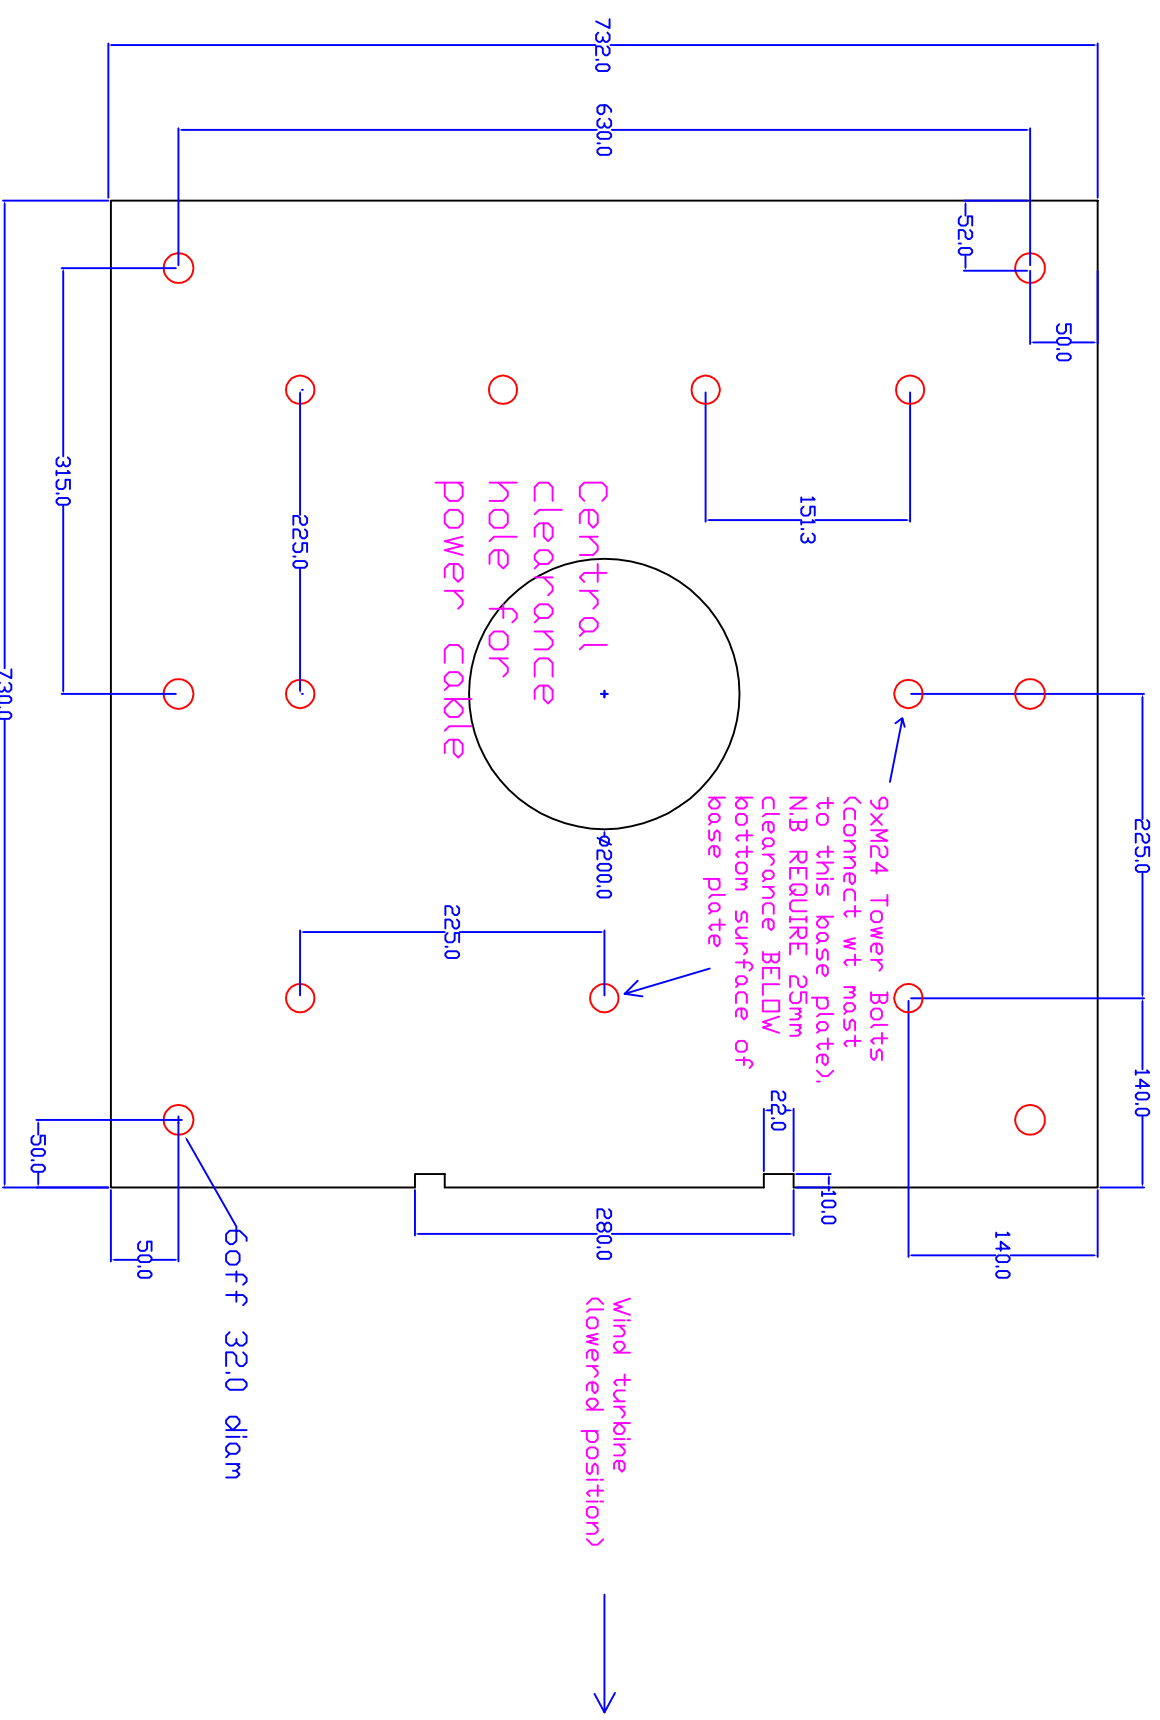 732.0
630.0
52.0
50.0
151.3
315.0
225.0
730.0
Central
clearance
hole for
power cable
ø200.0
225.0
9xM24 Tower Bolts
(connect wt mast
to this base plate).
N.B REQUIRE 25mm
clearance BELOW
bottom surface of
base plate
225.0
140.0
22.0
10.0
140.0
280.0
50.0
50.0
6off 32.0 diam
Wind turbine
(lowered position)